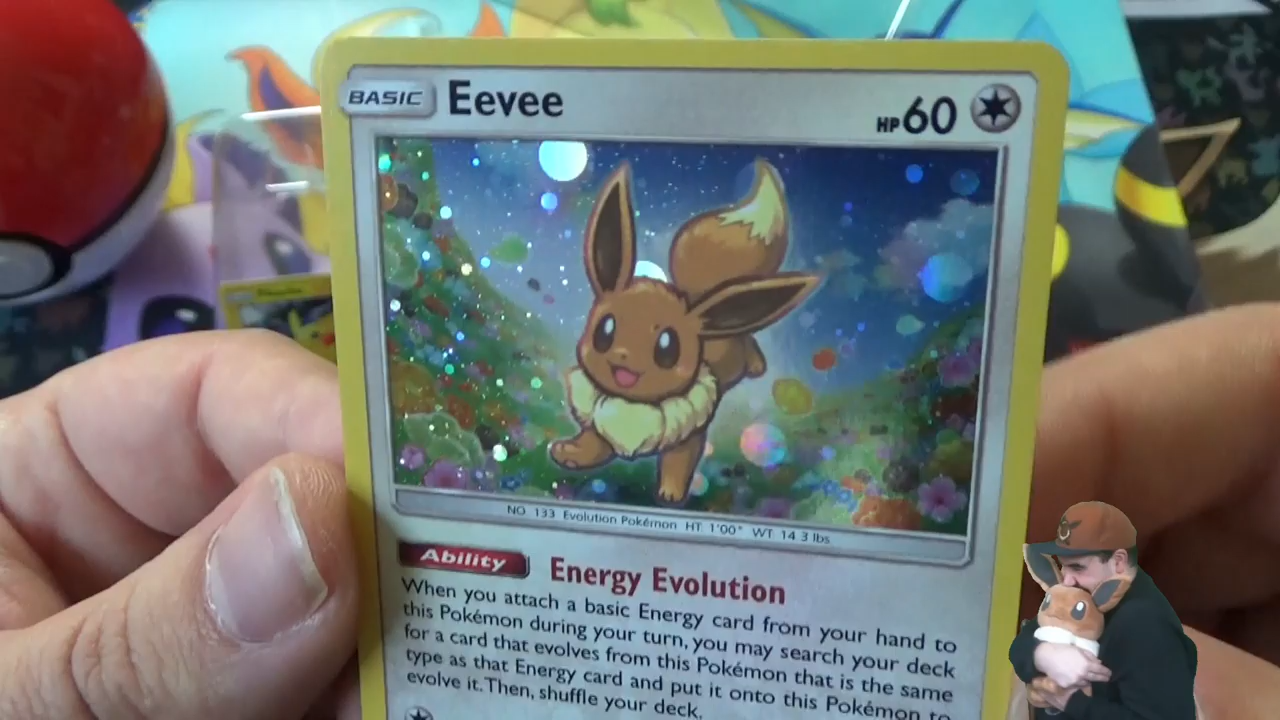 BASIC Eevee HP 60
NO 133 Evolution Pokémon HT 1'00" WT 14 3 lbs
Ability Energy Evolution
When you attach a basic Energy card from your hand to
this Pokémon during your turn, you may search your deck
for a card that evolves from this Pokémon that is the same
type as that Energy card and put it onto this Pokémon to
evolve it. Then, shuffle your deck.